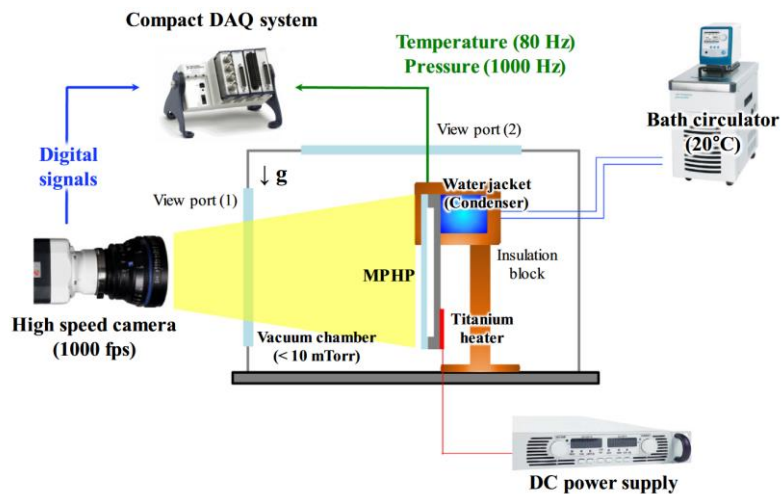 Compact DAQ system
Temperature (80 Hz)
Pressure (1000 Hz)
Bath circulator
(20°C)
Digital
signals
View port (2)
↓ g
View port (1)
Water jacket
(Condenser)
MPHP
Insulation
block
High speed camera
(1000 fps)
Vacuum chamber
(< 10 mTorr)
Titanium
heater
DC power supply